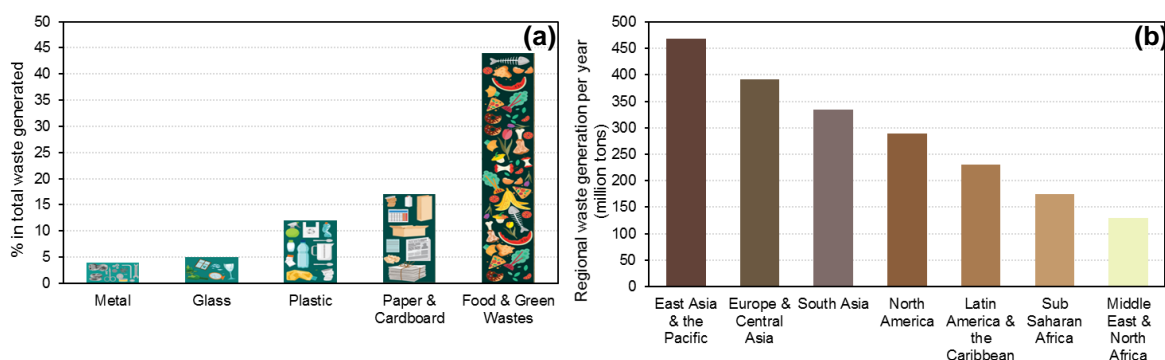 % in total waste generated
50
45
40
35
30
25
20
15
10
5
0
(a)
Metal
Glass
Plastic
Paper &
Cardboard
Food & Green
Wastes
Regional waste generation per year
(million tons)
500
450
400
350
300
250
200
150
100
50
0
(b)
East Asia
& the
Pacific
Europe &
Central
Asia
South Asia
North
America
Latin
America &
the
Caribbean
Sub
Saharan
Africa
Middle
East &
North
Africa